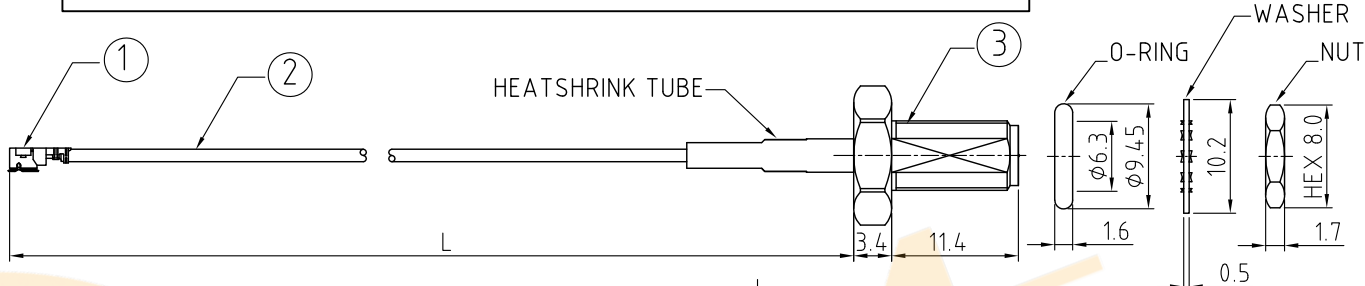 WASHER
1
2
3
O-RING
NUT
HEATSHRINK TUBE
ϕ6.3
ϕ9.45
10.2
HEX 8.0
L
3.4
11.4
1.6
1.7
0.5